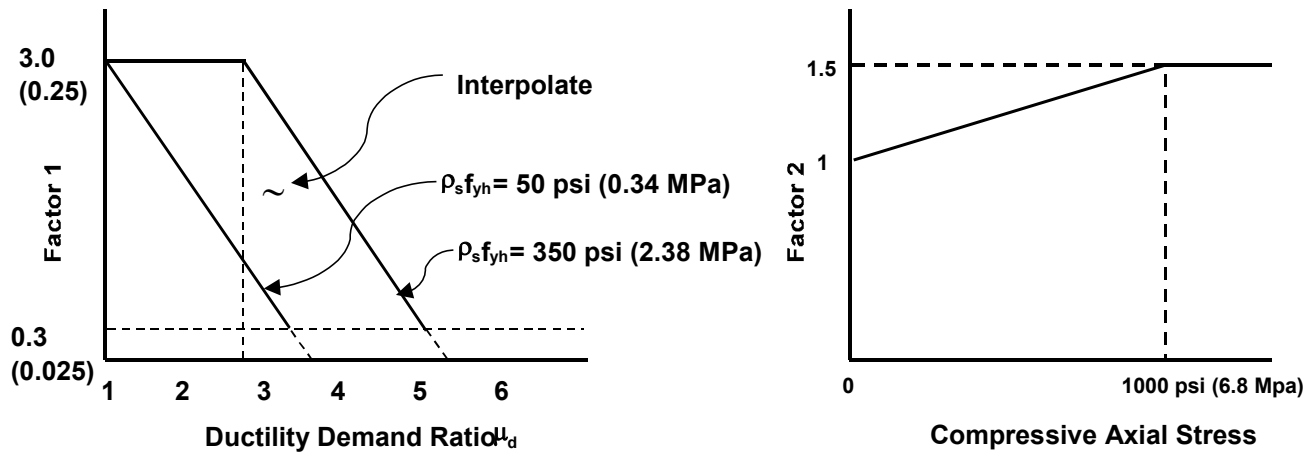 3.0
(0.25)
Interpolate
~
ρsfyh= 50 psi (0.34 MPa)
ρsfyh= 350 psi (2.38 MPa)
Factor 1
0.3
(0.025)
1 2 3 4 5 6
Ductility Demand Ratioμd
1.5
1
Factor 2
0
1000 psi (6.8 Mpa)
Compressive Axial Stress